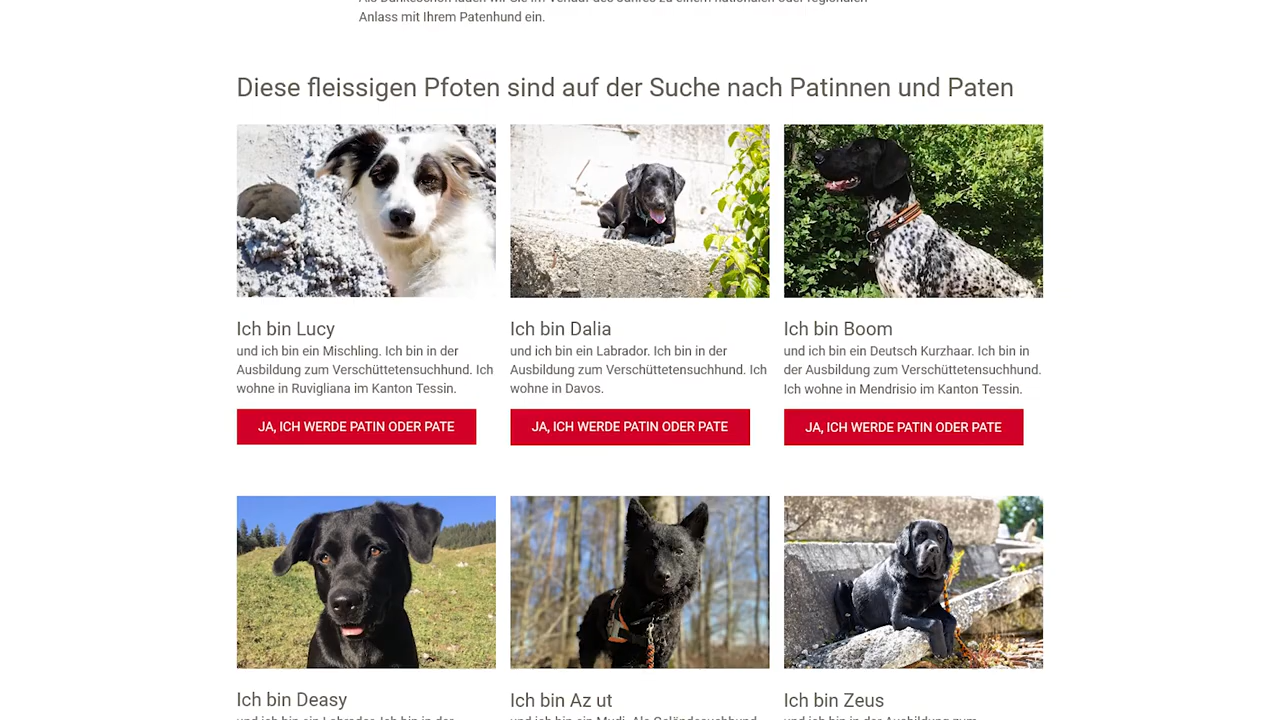 Anlass mit Ihrem Patenhund ein.
Diese fleissigen Pfoten sind auf der Suche nach Patinnen und Paten
Ich bin Lucy
und ich bin ein Mischling. Ich bin in der
Ausbildung zum Verschüttetensuchhund. Ich
wohne in Ruvigliana im Kanton Tessin.
JA, ICH WERDE PATIN ODER PATE
Ich bin Dalia
und ich bin ein Labrador. Ich bin in der
Ausbildung zum Verschüttetensuchhund. Ich
wohne in Davos.
JA, ICH WERDE PATIN ODER PATE
Ich bin Boom
und ich bin ein Deutsch Kurzhaar. Ich bin in
der Ausbildung zum Verschüttetensuchhund.
Ich wohne in Mendrisio im Kanton Tessin.
JA, ICH WERDE PATIN ODER PATE
Ich bin Deasy
Ich bin Az ut
Ich bin Zeus